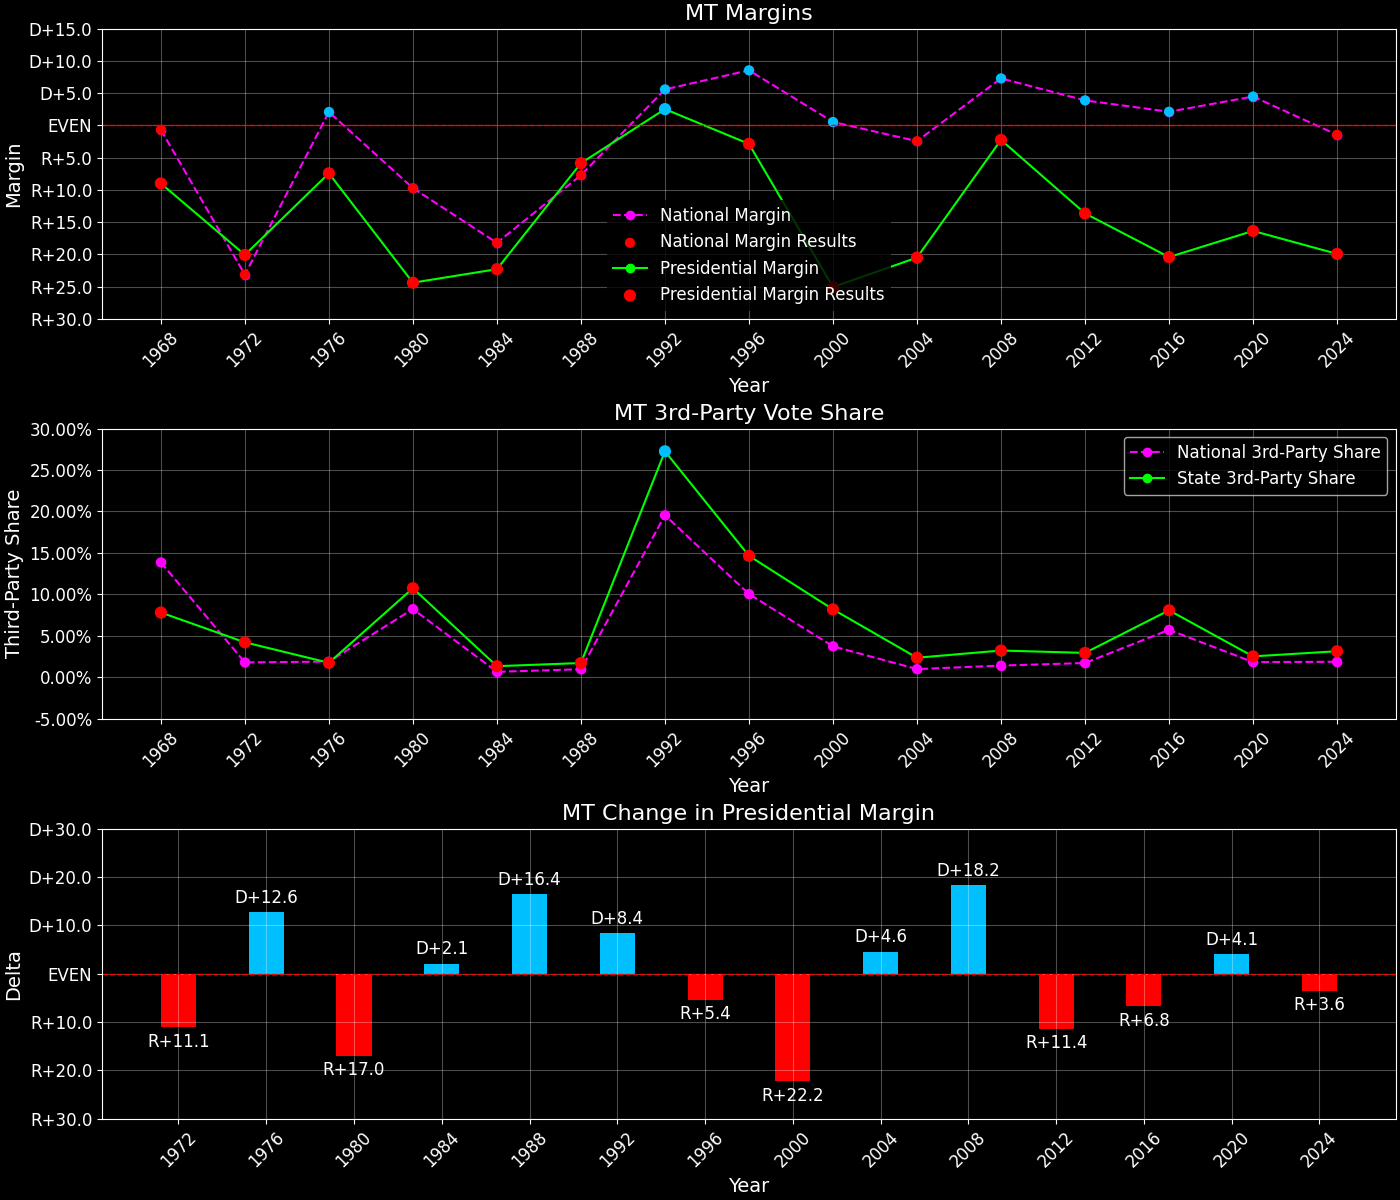 MT Margins
D+15.0
D+10.0
D+5.0
EVEN
R+5.0
R+10.0
R+15.0
R+20.0
R+25.0
R+30.0
Margin
National Margin
National Margin Results
Presidential Margin
Presidential Margin Results
1968 1972 1976 1980 1984 1988 1992 1996 2000 2004 2008 2012 2016 2020 2024
Year
MT 3rd-Party Vote Share
30.00%
25.00%
20.00%
15.00%
10.00%
5.00%
0.00%
-5.00%
Third-Party Share
National 3rd-Party Share
State 3rd-Party Share
1968 1972 1976 1980 1984 1988 1992 1996 2000 2004 2008 2012 2016 2020 2024
Year
MT Change in Presidential Margin
D+30.0
D+20.0
D+10.0
EVEN
R+10.0
R+20.0
R+30.0
Delta
R+11.1
D+12.6
R+17.0
D+2.1
D+16.4
D+8.4
R+5.4
R+22.2
D+4.6
D+18.2
R+11.4
R+6.8
D+4.1
R+3.6
1972 1976 1980 1984 1988 1992 1996 2000 2004 2008 2012 2016 2020 2024
Year